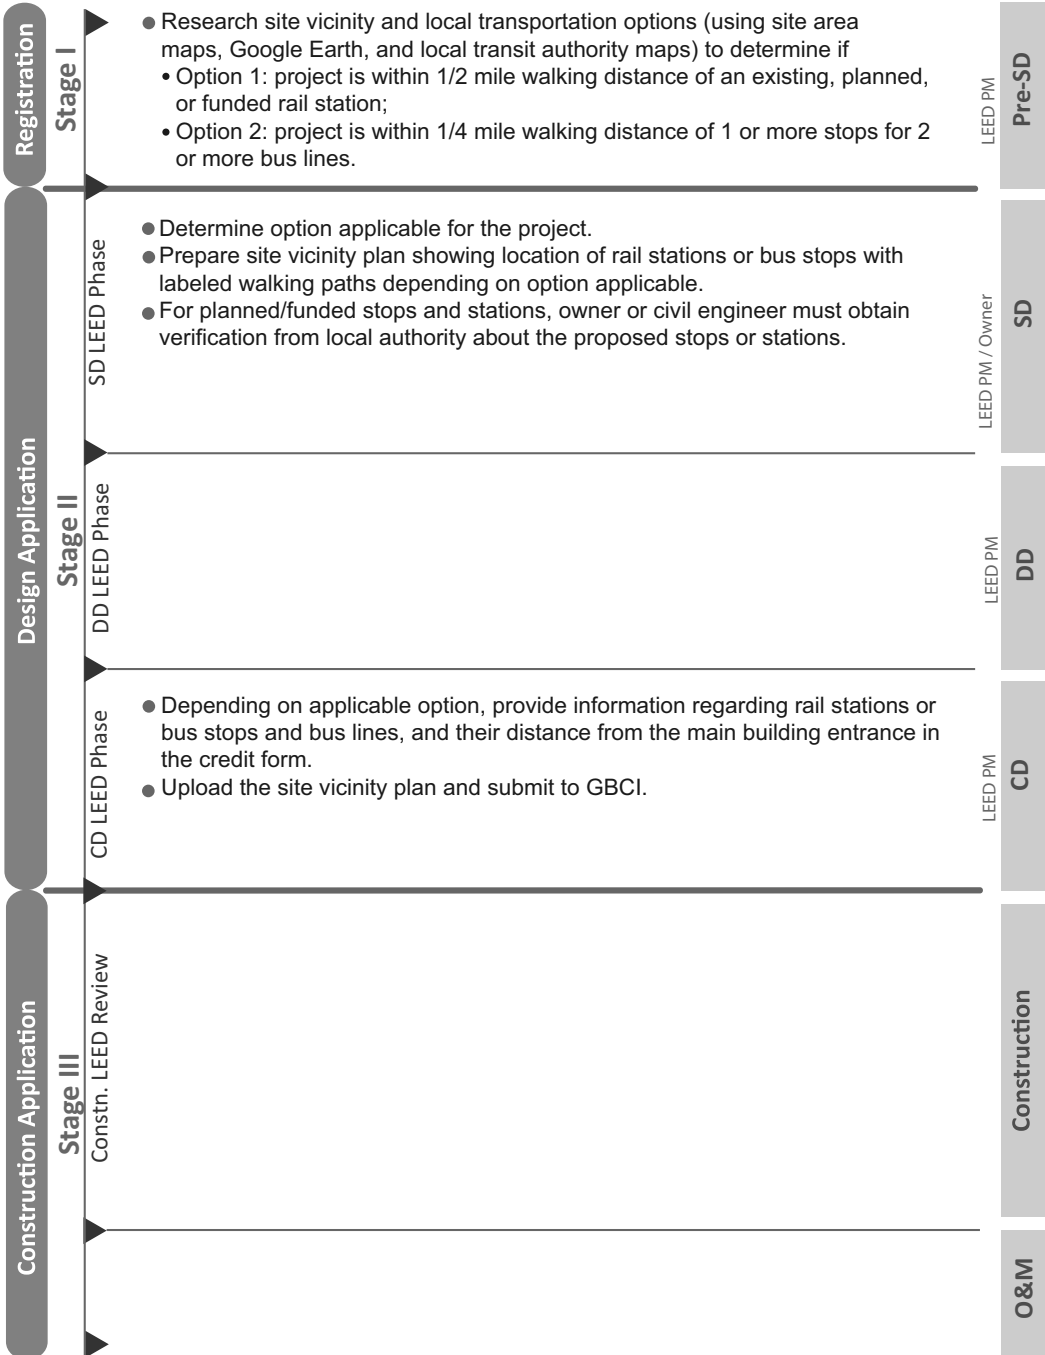 Registration
Stage I
● Research site vicinity and local transportation options (using site area
maps, Google Earth, and local transit authority maps) to determine if
• Option 1: project is within 1/2 mile walking distance of an existing, planned,
or funded rail station;
• Option 2: project is within 1/4 mile walking distance of 1 or more stops for 2
or more bus lines.
LEED PM
Pre-SD
Design Application
Stage II
SD LEED Phase
● Determine option applicable for the project.
● Prepare site vicinity plan showing location of rail stations or bus stops with
labeled walking paths depending on option applicable.
● For planned/funded stops and stations, owner or civil engineer must obtain
verification from local authority about the proposed stops or stations.
LEED PM / Owner
SD
DD LEED Phase
LEED PM
DD
CD LEED Phase
● Depending on applicable option, provide information regarding rail stations or
bus stops and bus lines, and their distance from the main building entrance in
the credit form.
● Upload the site vicinity plan and submit to GBCI.
LEED PM
CD
Construction Application
Stage III
Constn. LEED Review
Construction
O&M